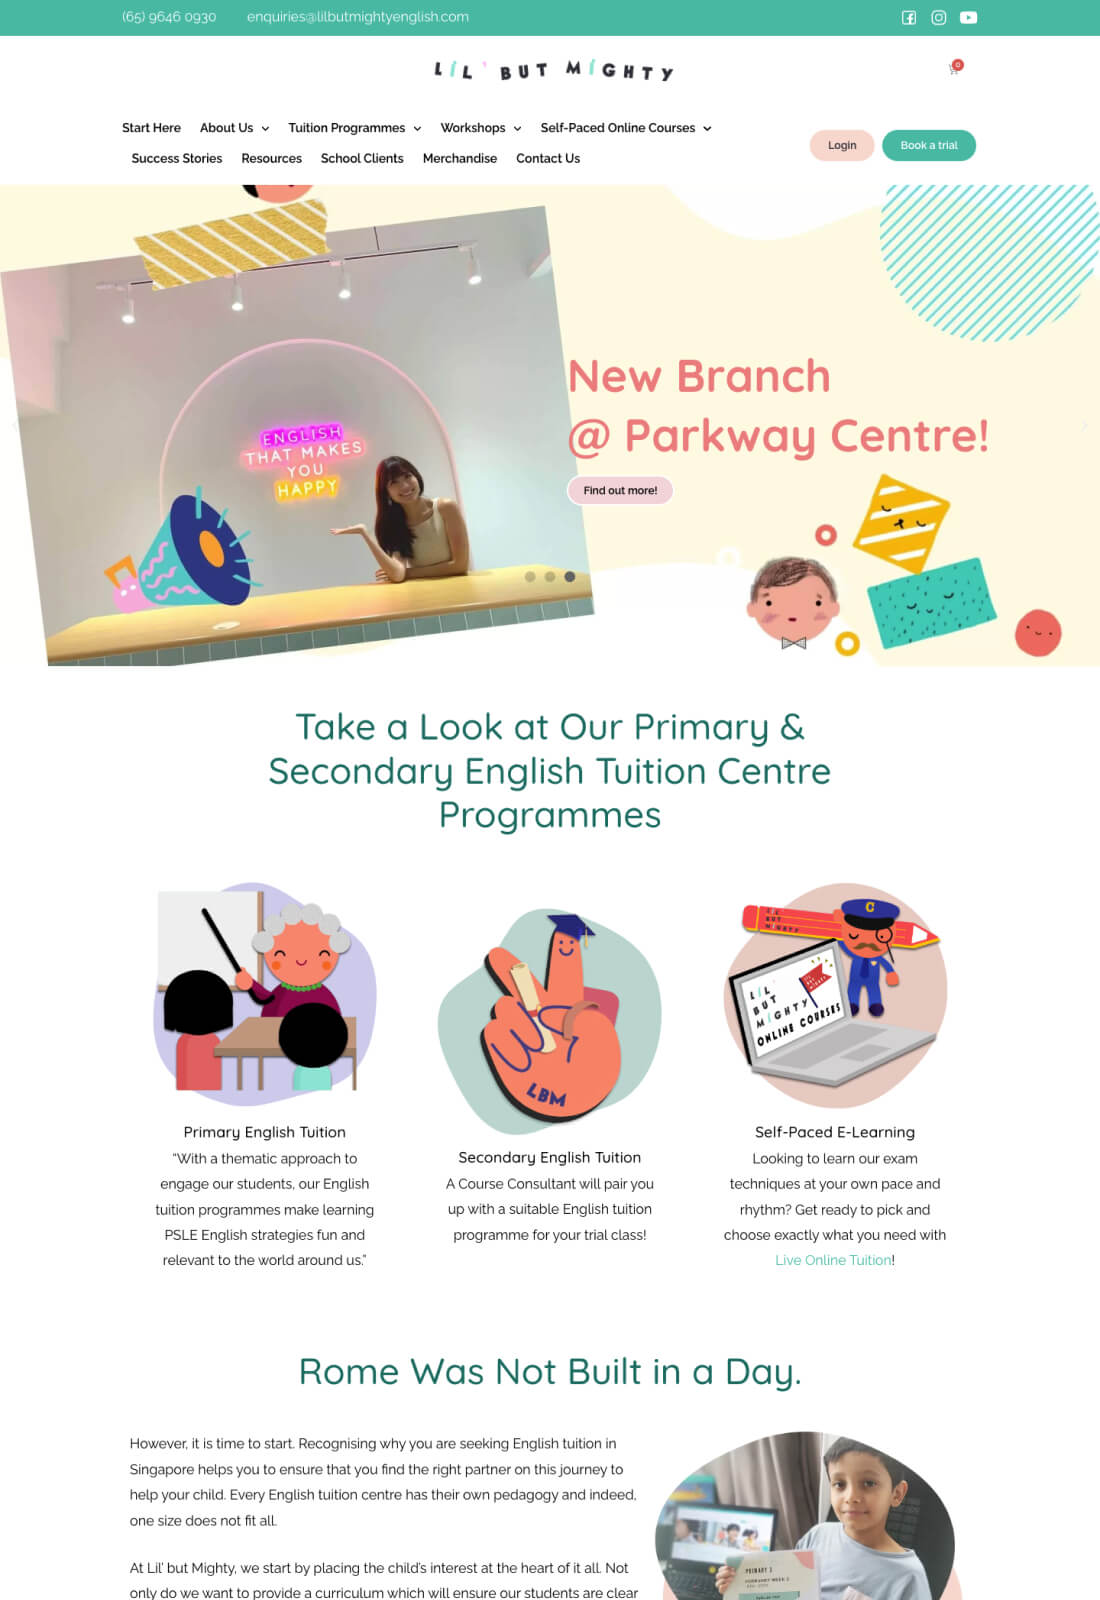 (65) 9646 0930 enquiries@lilbutmightyenglish.com
LiL' BUT MiGHTY
0
Start Here About Us Tuition Programmes Workshops Self-Paced Online Courses
Success Stories Resources School Clients Merchandise Contact Us
Login Book a trial
ENGLISH
THAT MAKES
YOU
HAPPY
New Branch
@ Parkway Centre!
Find out more!
Take a Look at Our Primary &
Secondary English Tuition Centre
Programmes
LBM
C
LiL'
BUT
MiGHTY
LiL'
BUT
MiGHTY
ONLINE COURSES
Primary English Tuition
“With a thematic approach to
engage our students, our English
tuition programmes make learning
PSLE English strategies fun and
relevant to the world around us.”
Secondary English Tuition
A Course Consultant will pair you
up with a suitable English tuition
programme for your trial class!
Self-Paced E-Learning
Looking to learn our exam
techniques at your own pace and
rhythm? Get ready to pick and
choose exactly what you need with
Live Online Tuition!
Rome Was Not Built in a Day.
However, it is time to start. Recognising why you are seeking English tuition in
Singapore helps you to ensure that you find the right partner on this journey to
help your child. Every English tuition centre has their own pedagogy and indeed,
one size does not fit all.
At Lil’ but Mighty, we start by placing the child’s interest at the heart of it all. Not
only do we want to provide a curriculum which will ensure our students are clear
PRIMARY 3